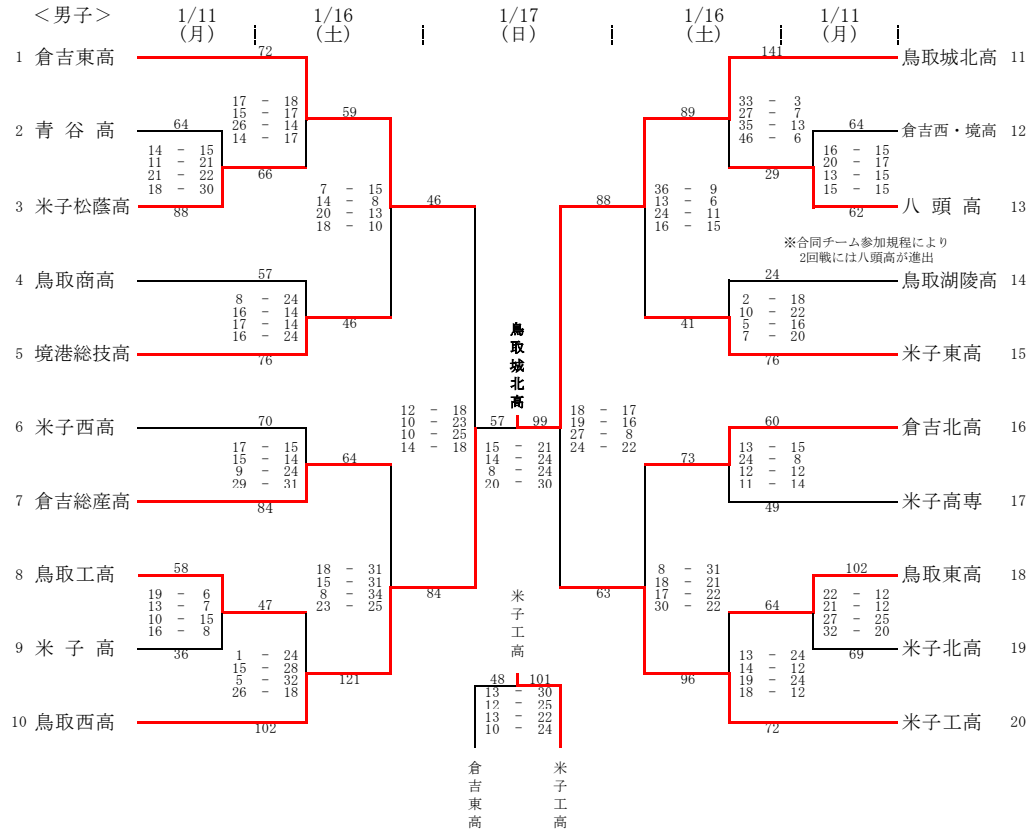 ＜男子＞
1/11
(月)
1/16
(土)
1/17
(日)
1/16
(土)
1/11
(月)
1 倉吉東高
72
17 － 18
15 － 17
26 － 14
14 － 17
2 青谷高
64
14 － 15
11 － 21
21 － 22
18 － 30
66
3 米子松蔭高
88
59
7 － 15
14 － 8
20 － 13
18 － 10
46
4 鳥取商高
57
8 － 24
16 － 14
17 － 14
16 － 24
46
5 境港総技高
76
12 － 18
10 － 23
10 － 25
14 － 18
6 米子西高
70
17 － 15
15 － 14
9 － 24
29 － 31
64
7 倉吉総産高
84
18 － 31
15 － 31
8 － 34
23 － 25
84
8 鳥取工高
58
19 － 6
13 － 7
10 － 15
16 － 8
47
9 米子高
36
1 － 24
15 － 28
5 － 32
26 － 18
121
10 鳥取西高
102
鳥取城北高
57 99
15 － 21
14 － 24
8 － 24
20 － 30
米子工高
48 101
13 － 30
12 － 25
13 － 22
10 － 24
倉吉東高
米子工高
141
鳥取城北高 11
89
33 － 3
27 － 7
35 － 13
46 － 6
64
倉吉西・境高 12
16 － 15
20 － 17
13 － 15
15 － 15
29
八頭高 13
62
88
36 － 9
13 － 6
24 － 11
16 － 15
※合同チーム参加規程により
2回戦には八頭高が進出
24
鳥取湖陵高 14
2 － 18
10 － 22
5 － 16
7 － 20
41
米子東高 15
76
18 － 17
19 － 16
27 － 8
24 － 22
60
倉吉北高 16
73
13 － 15
24 － 8
12 － 12
11 － 14
米子高専 17
49
63
8 － 31
18 － 21
17 － 22
30 － 22
102
鳥取東高 18
64
22 － 12
21 － 12
27 － 25
32 － 20
米子北高 19
69
13 － 24
14 － 12
19 － 24
18 － 12
96
米子工高 20
72